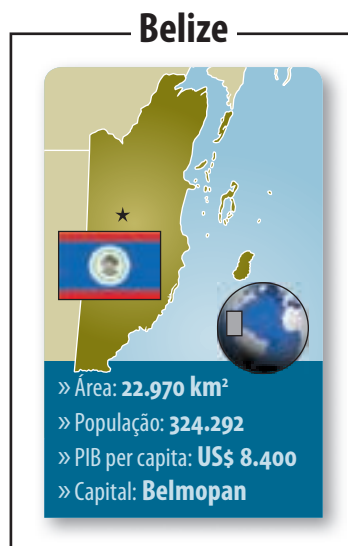 Belize
» Área: 22.970 km²
» População: 324.292
» PIB per capita: US$ 8.400
» Capital: Belmopan